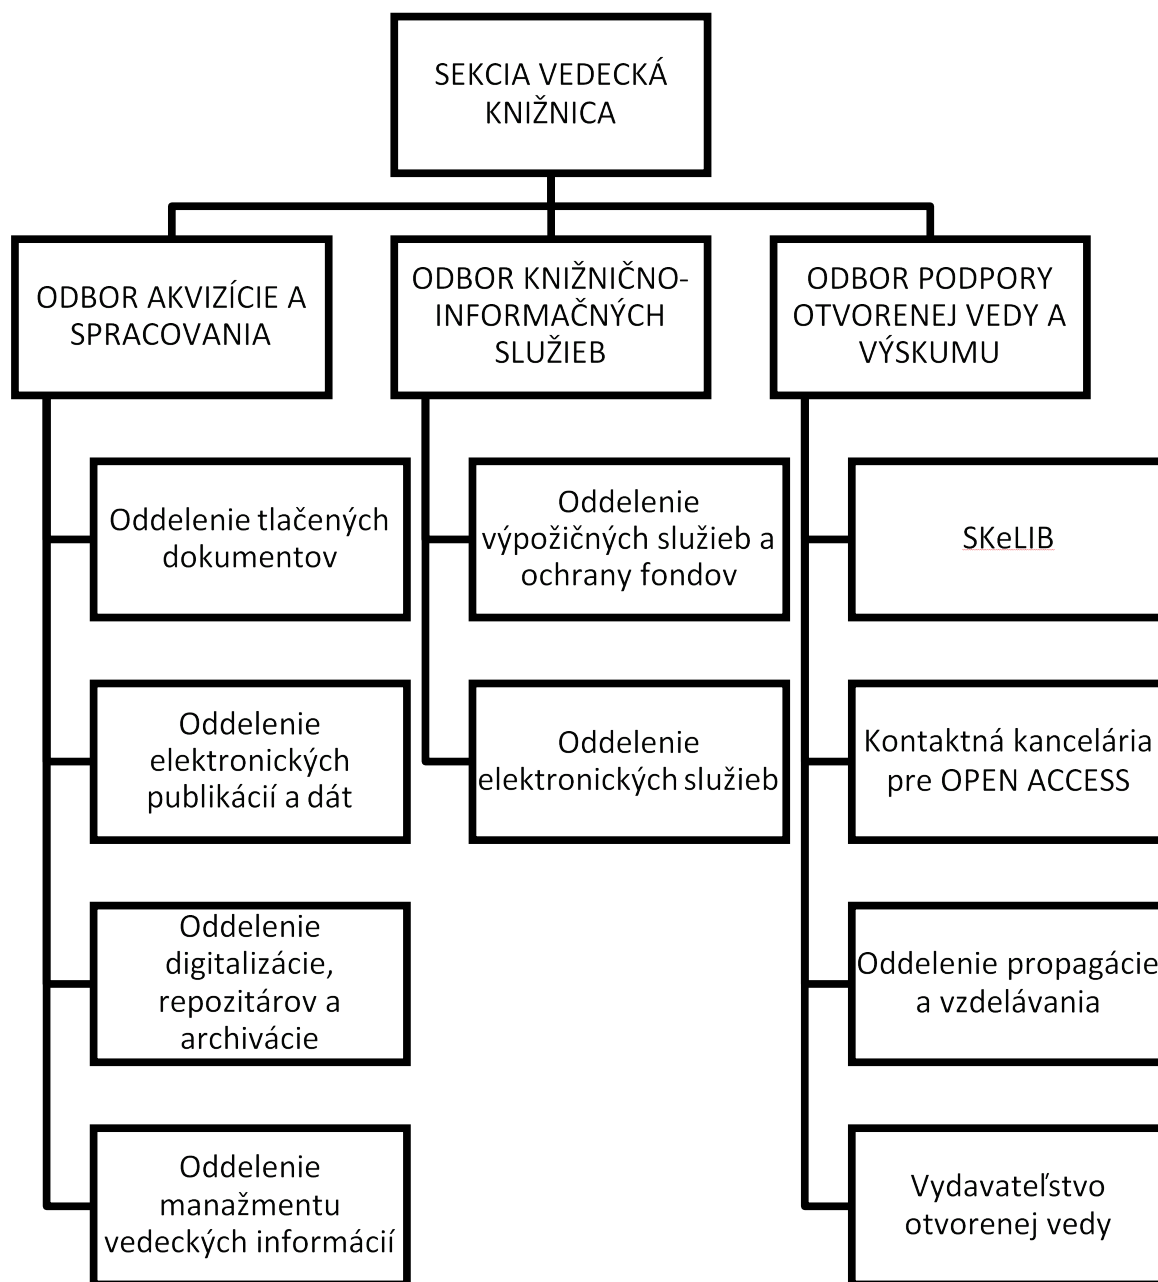 SEKCIA VEDECKÁ
KNIŽNICA
ODBOR AKVIZÍCIE A
SPRACOVANIA
ODBOR KNIŽNIČNO-
INFORMAČNÝCH
SLUŽIEB
ODBOR PODPORY
OTVORENEJ VEDY A
VÝSKUMU
Oddelenie tlačených
dokumentov
Oddelenie
elektronických
publikácií a dát
Oddelenie
digitalizácie,
repozitárov a
archivácie
Oddelenie
manažmentu
vedeckých informácií
Oddelenie
výpožičných služieb a
ochrany fondov
Oddelenie
elektronických služieb
SKeLIB
Kontaktná kancelária
pre OPEN ACCESS
Oddelenie propagácie
a vzdelávania
Vydavateľstvo
otvorenej vedy